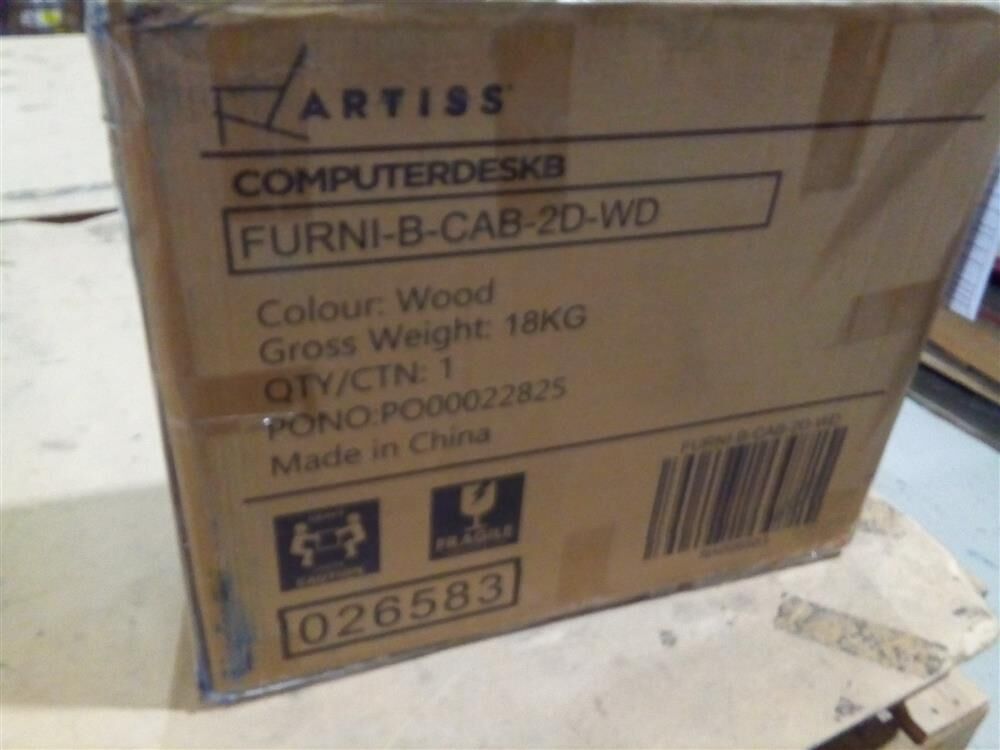 ARTISS
COMPUTERDESKB
FURNI-B-CAB-2D-WD
Colour: Wood
Gross Weight: 18KG
QTY/CTN: 1
PONO:PO00022825
Made in China
FURNI-B-CAB-2D-WD
CAUTION
FRAGILE
026583